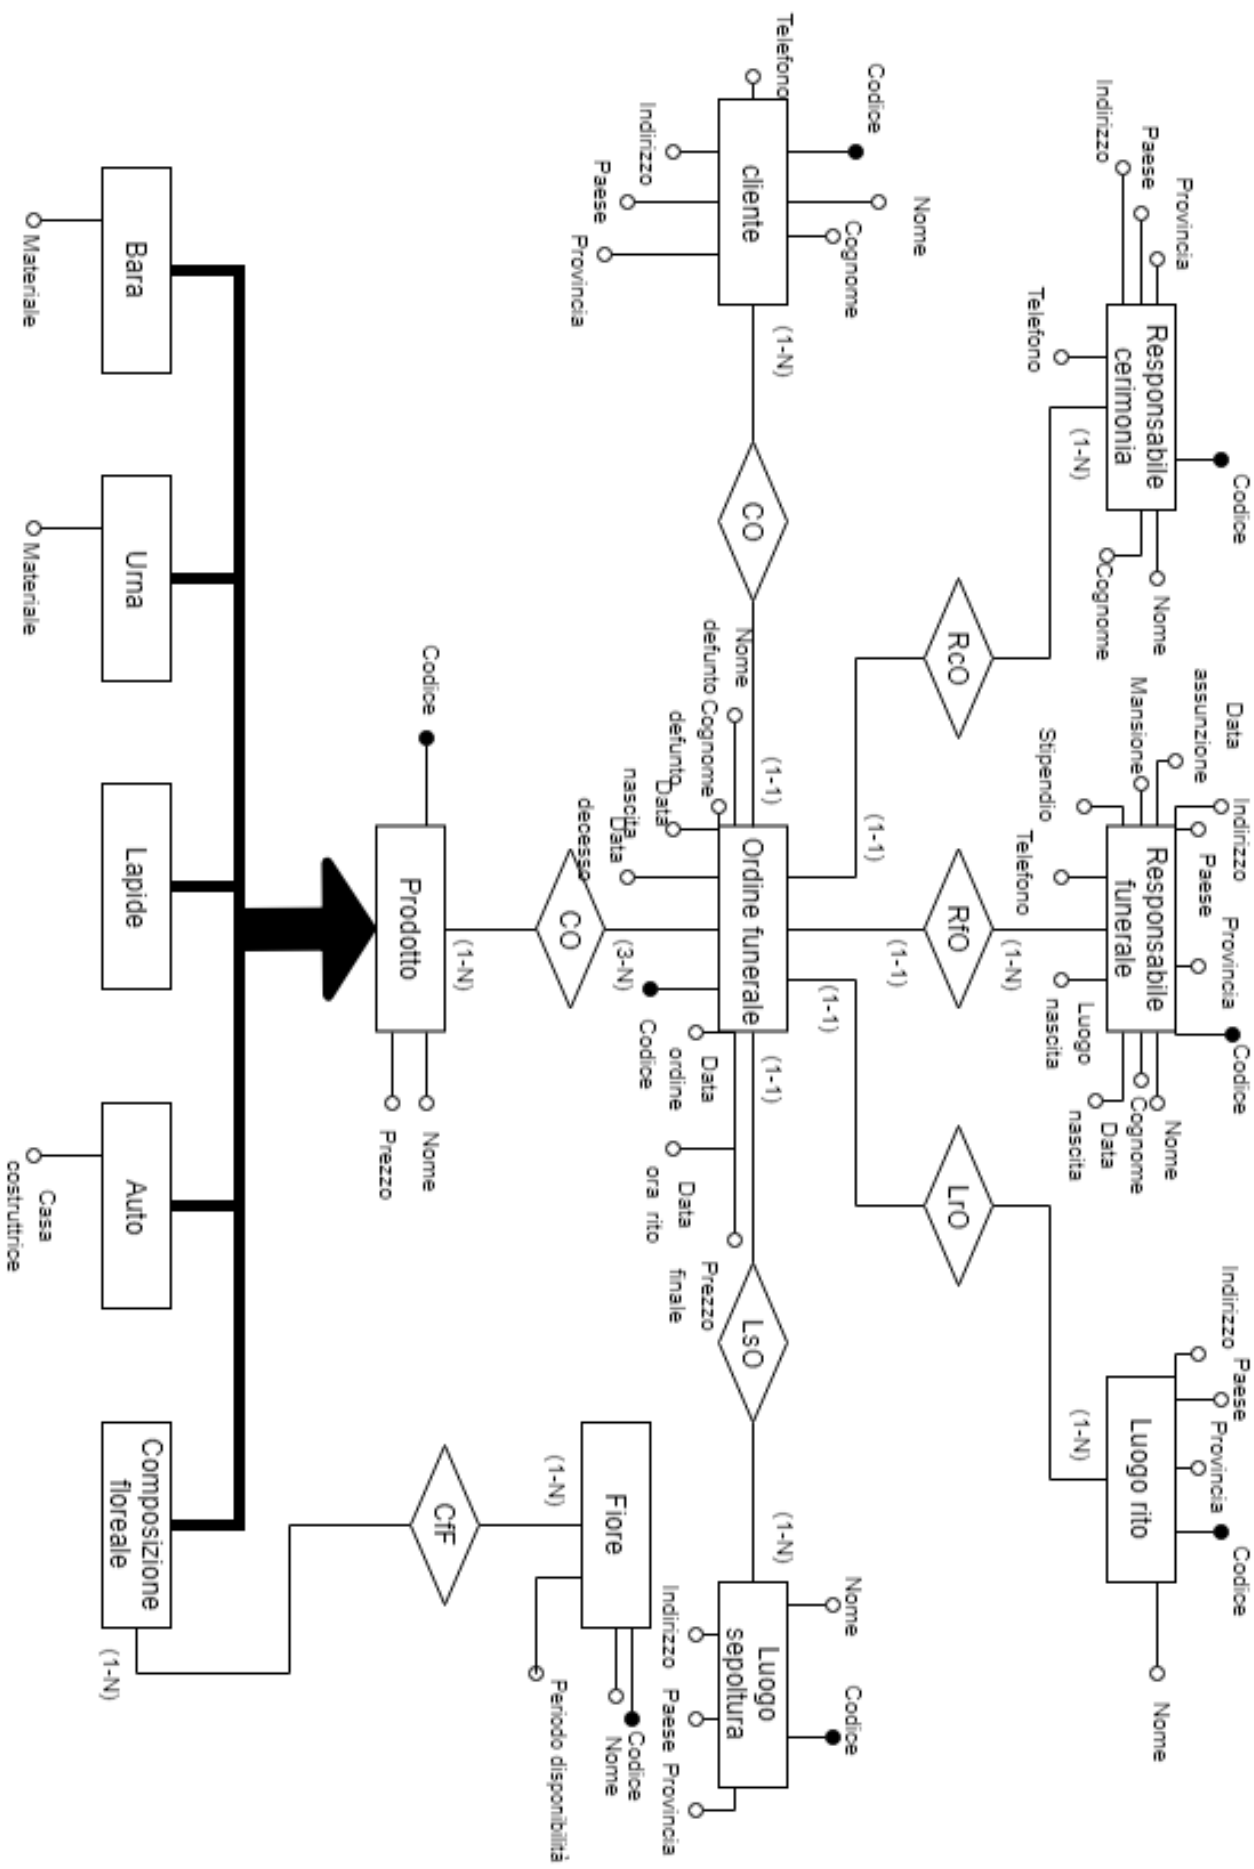 Telefono
Codice
Nome
Cognome
cliente
Indirizzo
Paese
Provincia
(1-N)
CO
(1-1)
Indirizzo
Paese
Provincia
Telefono
Responsabile
cerimonia
Codice
Nome
Cognome
(1-N)
RcO
(1-1)
Data
assunzione
Mansione
Stipendio
Telefono
Indirizzo
Paese
Provincia
Codice
Responsabile
funerale
Luogo
nascita
Data
nascita
Cognome
Nome
(1-N)
RfO
(1-1)
Indirizzo
Paese
Provincia
Codice
Luogo rito
Nome
(1-N)
LrO
(1-1)
Nome
defunto
Cognome
defunto
Data
nascita
Data
decesso
Ordine funerale
Codice
Data
ordine
Data
ora rito
Prezzo
finale
(1-1)
LsO
(1-N)
Nome
Codice
Luogo
sepoltura
Indirizzo
Paese
Provincia
(3-N)
CO
(1-N)
Codice
Prodotto
Nome
Prezzo
Fiore
Codice
Nome
Periodo disponibilità
(1-N)
CfF
(1-N)
Bara
Materiale
Urna
Materiale
Lapide
Auto
Casa
costruttrice
Composizione
floreale